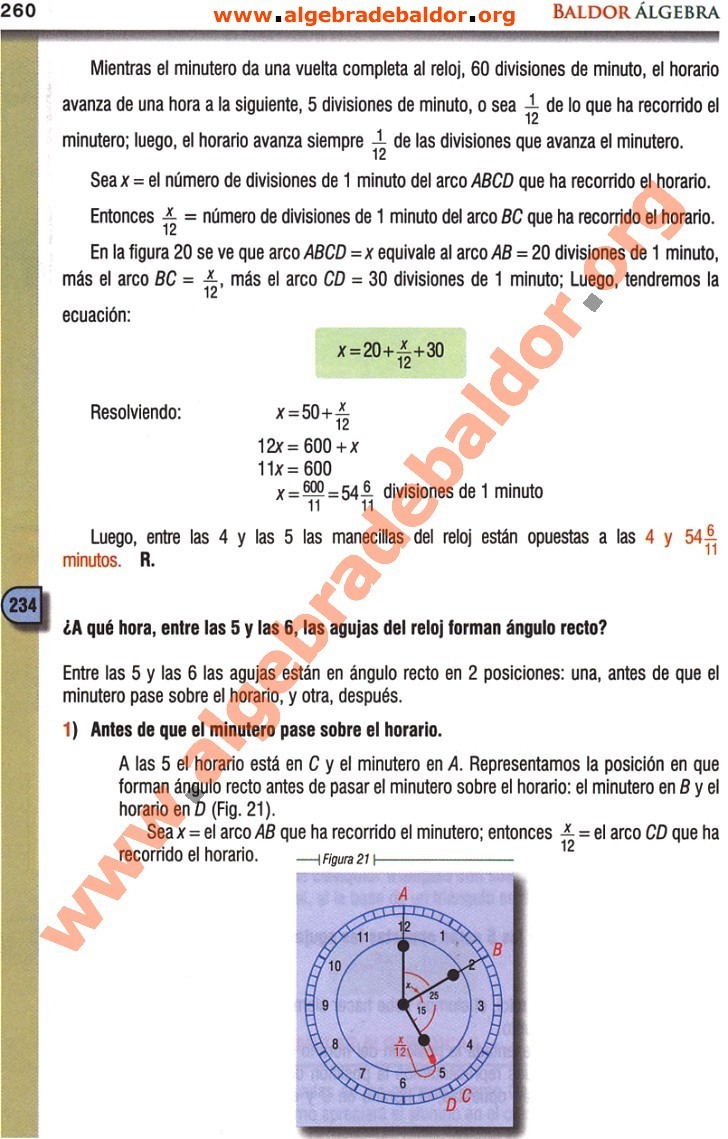 260
www.algebradebaldor.org
BALDOR ÁLGEBRA
Mientras el minutero da una vuelta completa al reloj, 60 divisiones de minuto, el horario
avanza de una hora a la siguiente, 5 divisiones de minuto, o sea 1/12 de lo que ha recorrido el
minutero; luego, el horario avanza siempre 1/12 de las divisiones que avanza el minutero.
Sea x = el número de divisiones de 1 minuto del arco ABCD que ha recorrido el horario.
Entonces x/12 = número de divisiones de 1 minuto del arco BC que ha recorrido el horario.
En la figura 20 se ve que arco ABCD = x equivale al arco AB = 20 divisiones de 1 minuto,
más el arco BC = x/12, más el arco CD = 30 divisiones de 1 minuto; Luego, tendremos la
ecuación:
x = 20 + x/12 + 30
Resolviendo: x = 50 + x/12
12x = 600 + x
11x = 600
x = 600/11 = 54 6/11 divisiones de 1 minuto
Luego, entre las 4 y las 5 las manecillas del reloj están opuestas a las 4 y 54 6/11
minutos. R.
234
¿A qué hora, entre las 5 y las 6, las agujas del reloj forman ángulo recto?
Entre las 5 y las 6 las agujas están en ángulo recto en 2 posiciones: una, antes de que el
minutero pase sobre el horario, y otra, después.
1) Antes de que el minutero pase sobre el horario.
A las 5 el horario está en C y el minutero en A. Representamos la posición en que
forman ángulo recto antes de pasar el minutero sobre el horario: el minutero en B y el
horario en D (Fig. 21).
Sea x = el arco AB que ha recorrido el minutero; entonces x/12 = el arco CD que ha
recorrido el horario.
Figura 21
A
12
11
1
B
10
2
x
25
9
15
3
8
x/12
4
7
5
6
D C
www.algebradebaldor.org